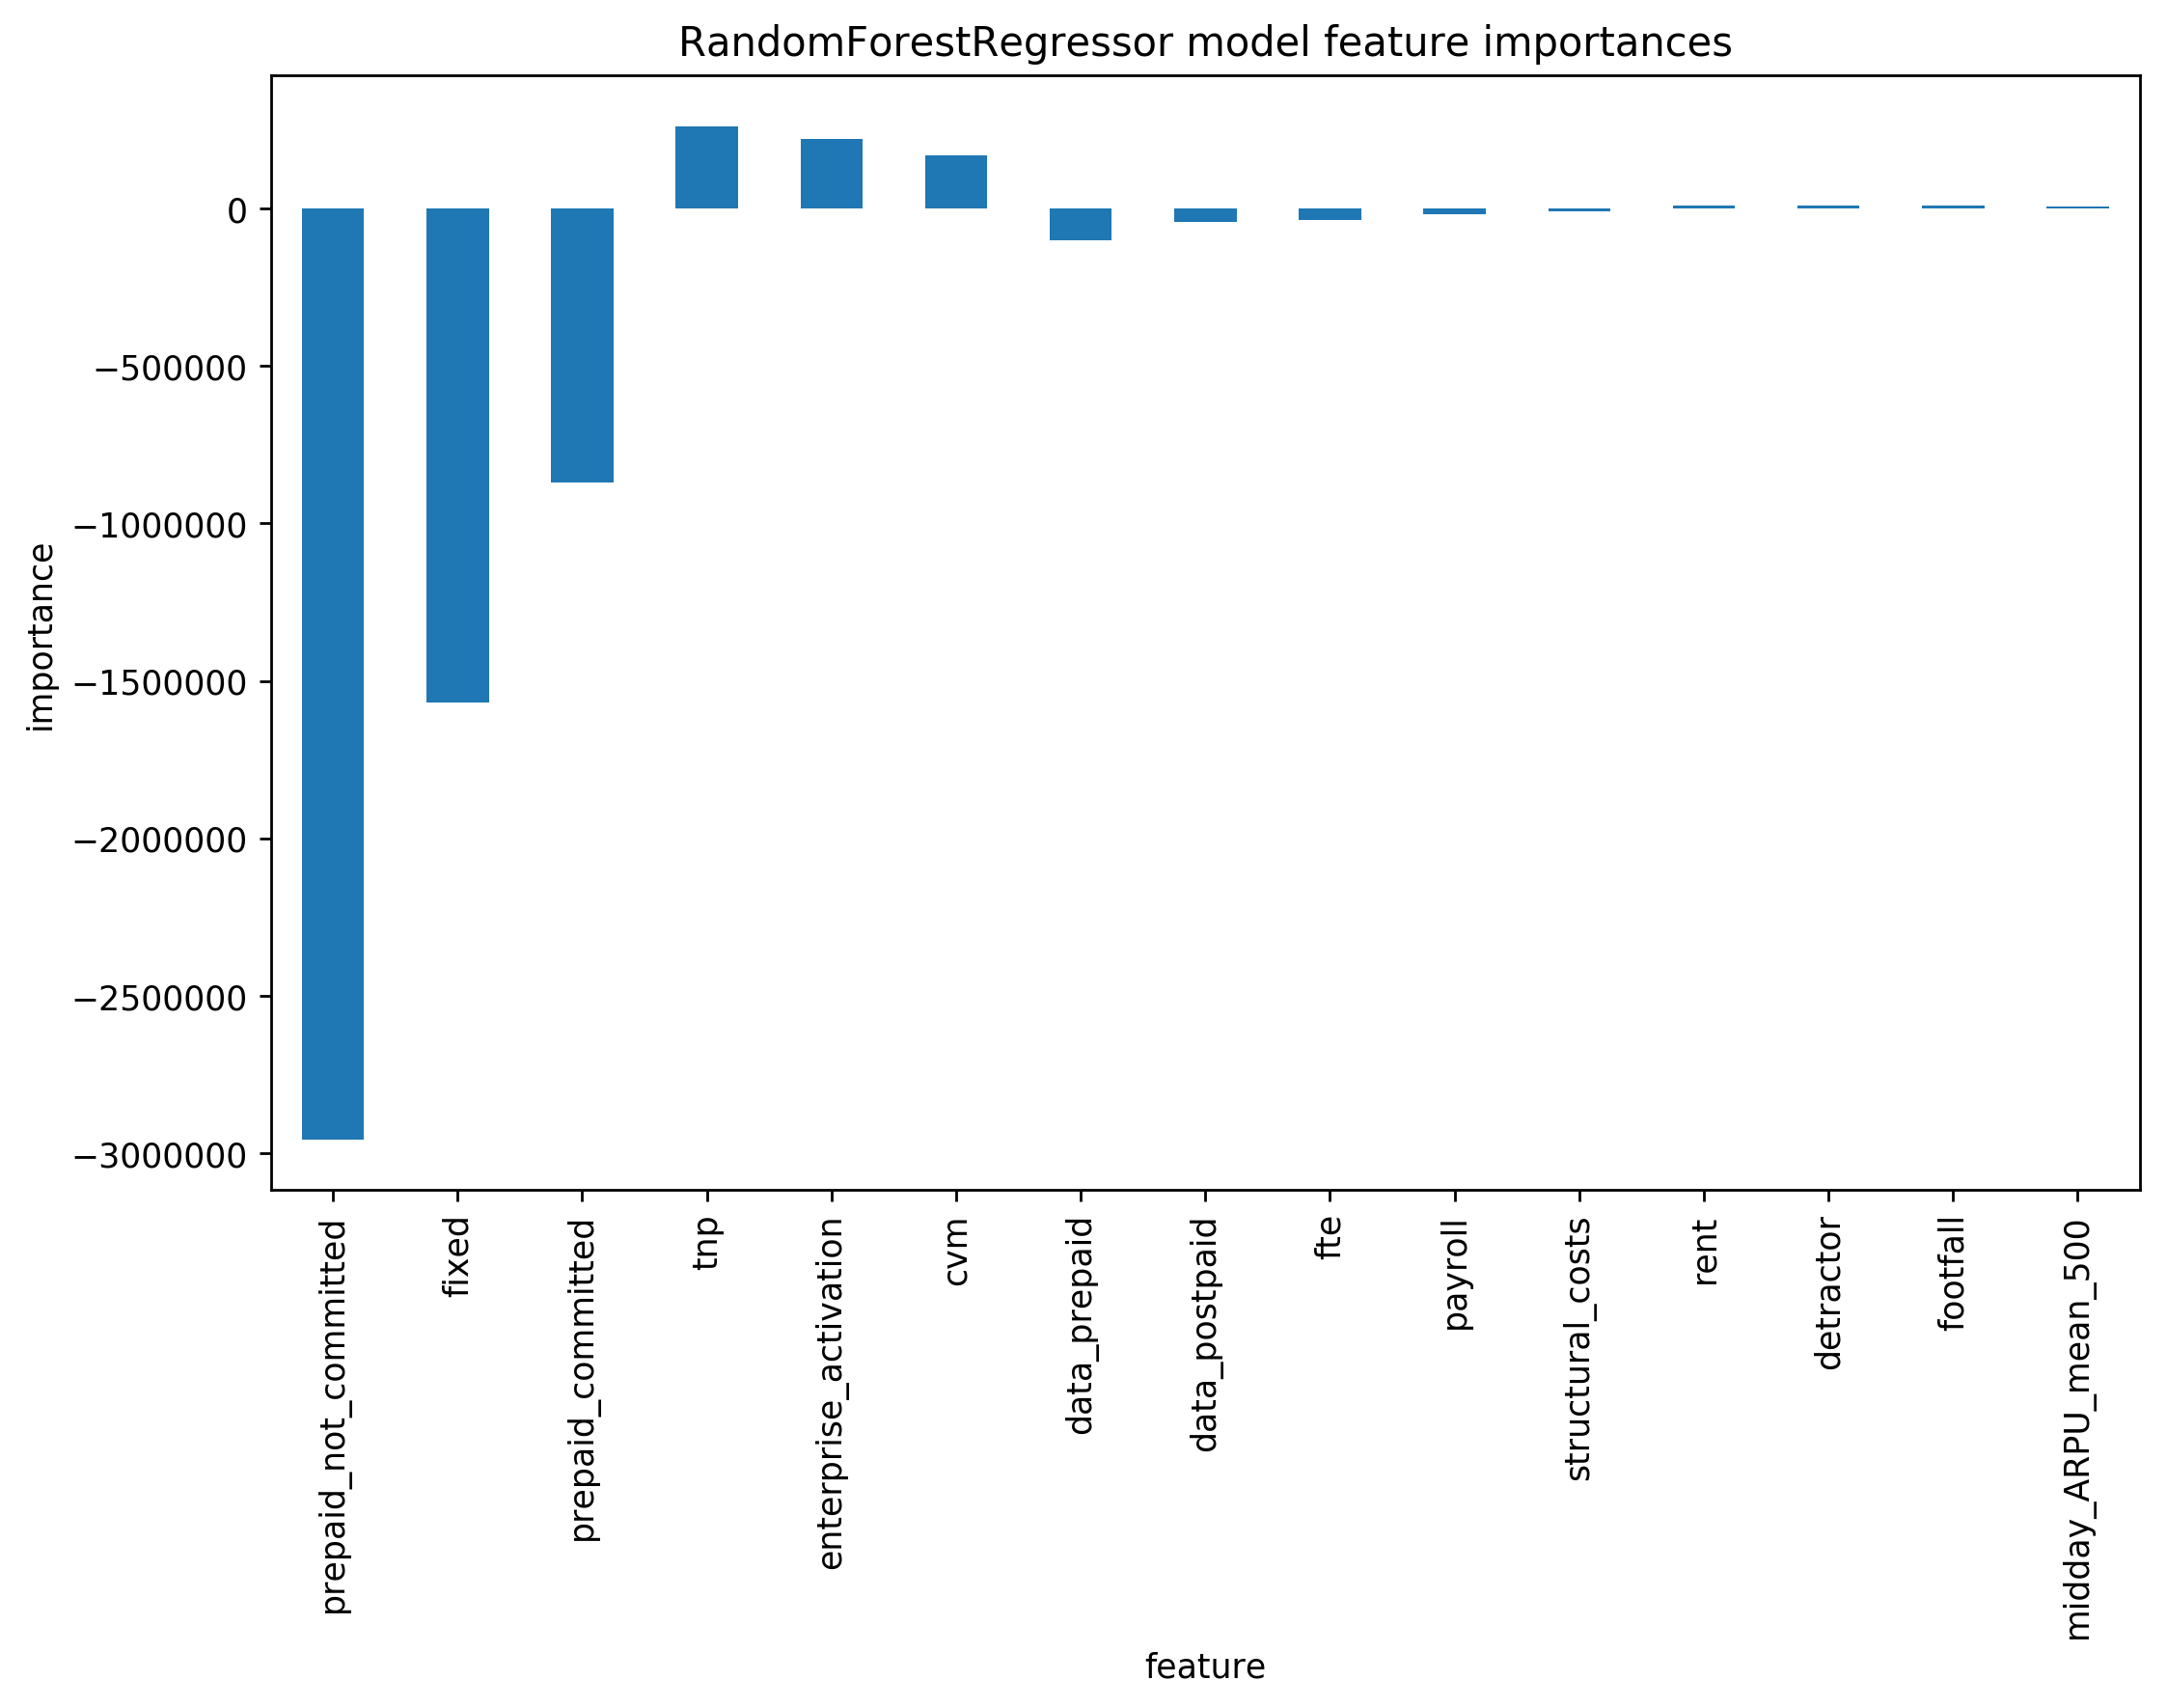 RandomForestRegressor model feature importances
importance
0
−500000
−1000000
−1500000
−2000000
−2500000
−3000000
prepaid_not_committed
fixed
prepaid_committed
tnp
enterprise_activation
cvm
data_prepaid
data_postpaid
fte
payroll
structural_costs
rent
detractor
footfall
midday_ARPU_mean_500
feature